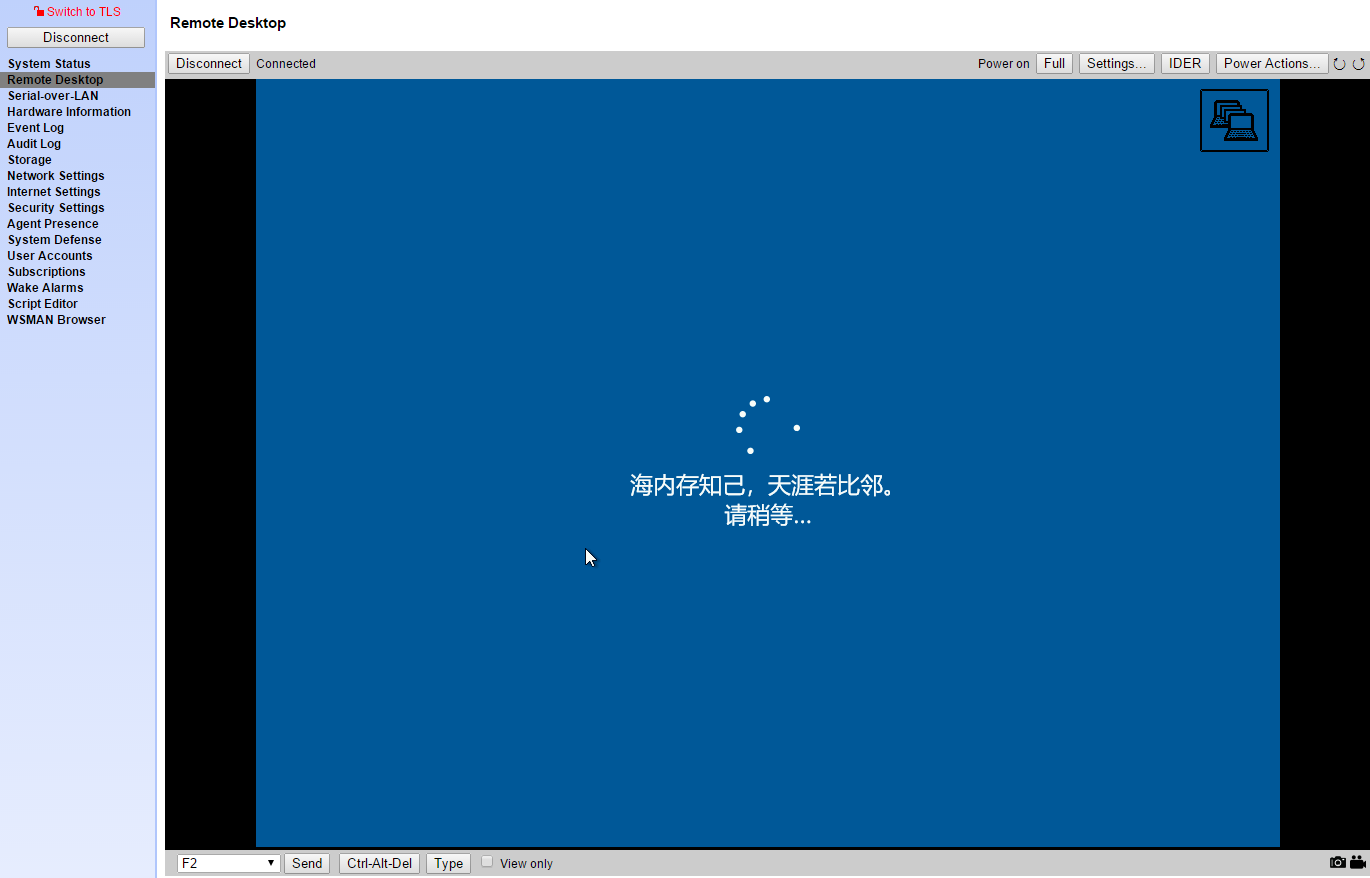 Switch to TLS
Disconnect
System Status
Remote Desktop
Serial-over-LAN
Hardware Information
Event Log
Audit Log
Storage
Network Settings
Internet Settings
Security Settings
Agent Presence
System Defense
User Accounts
Subscriptions
Wake Alarms
Script Editor
WSMAN Browser
Remote Desktop
Disconnect Connected Power on Full Settings... IDER Power Actions...
海内存知己，天涯若比邻。
请稍等...
F2 Send Ctrl-Alt-Del Type View only